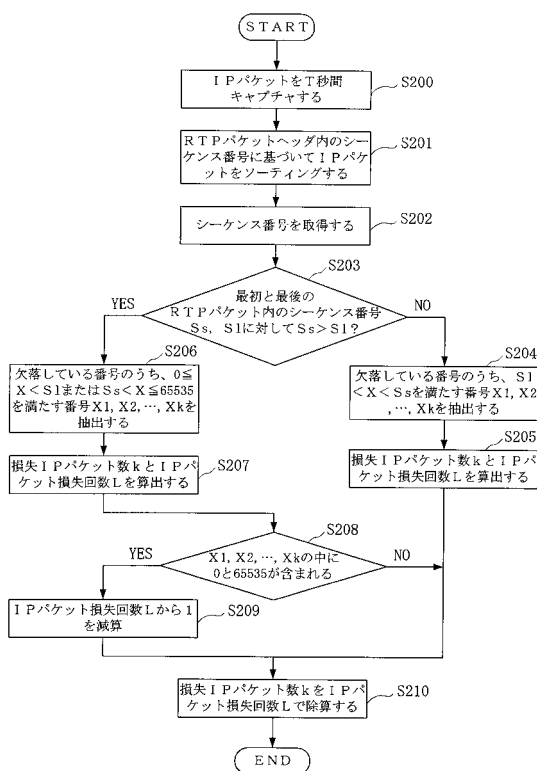 START
IPパケットをT秒間
キャプチャする
S200
RTPパケットヘッダ内のシー
ケンス番号に基づいてIPパケ
ットをソーティングする
S201
シーケンス番号を取得する
S202
S203
最初と最後の
RTPパケット内のシーケンス番号
Ss,Slに対してSs>Sl?
YES
NO
S206
欠落している番号のうち、0≦
X<SlまたはSs<X≦65535
を満たす番号X1,X2,…,Xkを
抽出する
S204
欠落している番号のうち、Sl
<X<Ssを満たす番号X1,X2
,…,Xkを抽出する
S207
損失IPパケット数kとIPパ
ケット損失回数Lを算出する
S205
損失IPパケット数kとIPパ
ケット損失回数Lを算出する
S208
X1,X2,…,Xkの中に
0と65535が含まれる
YES
NO
S209
IPパケット損失回数Lから1
を減算
損失IPパケット数kをIPパ
ケット損失回数Lで除算する
S210
END